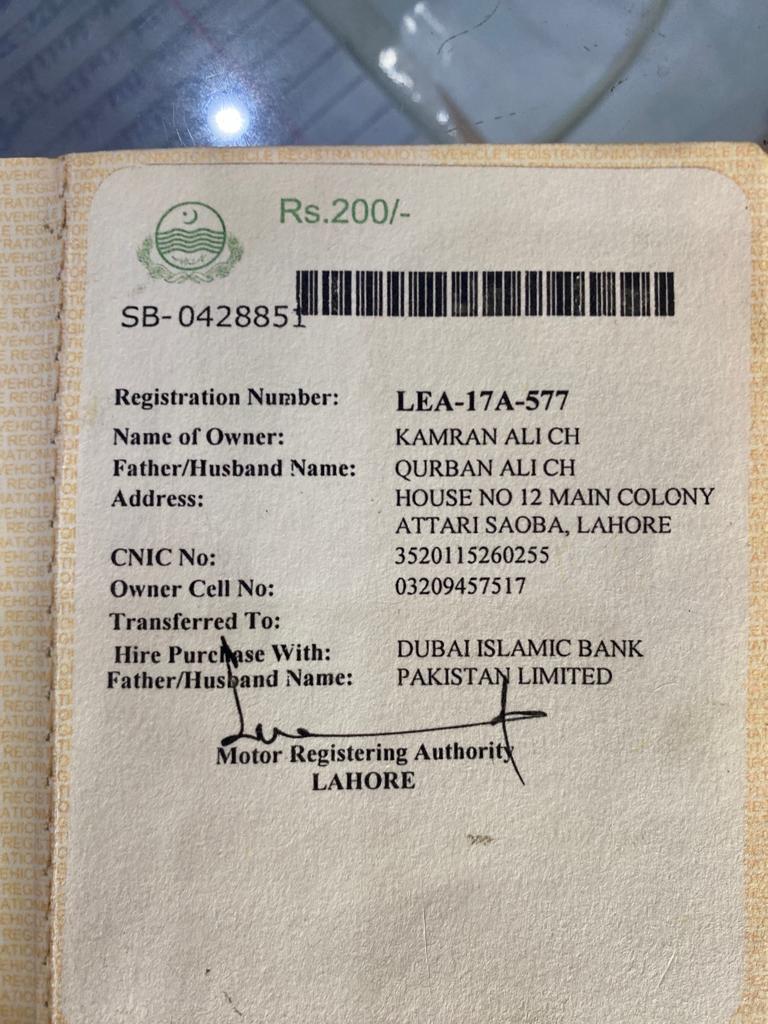 Rs.200/-
SB-0428851
Registration Number: LEA-17A-577
Name of Owner: KAMRAN ALI CH
Father/Husband Name: QURBAN ALI CH
Address: HOUSE NO 12 MAIN COLONY
ATTARI SAOBA, LAHORE
CNIC No: 3520115260255
Owner Cell No: 03209457517
Transferred To:
Hire Purchase With: DUBAI ISLAMIC BANK
Father/Husband Name: PAKISTAN LIMITED
Motor Registering Authority
LAHORE